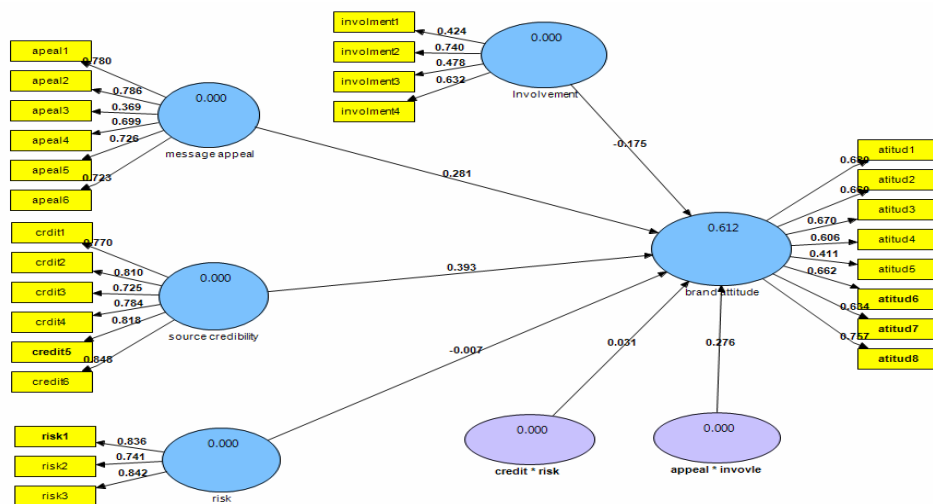 involment1
0.424
0.000
apeal1
involment2
0.740
0.780
0.478
apeal2
involment3
0.632
0.000
0.786
Involvement
apeal3
0.369
involment4
0.699
apeal4
0.726
message appeal
-0.175
atitud1
apeal5
0.723
0.281
atitud2
apeal6
0.670
atitud3
0.612
crdit1
0.770
0.606
atitud4
crdit2
0.810
0.411
atitud5
0.000
0.393
0.662
crdit3
0.725
brand attitude
atitud6
0.784
0.634
crdit4
0.818
source credibility
atitud7
credit5
0.848
-0.007
0.031
0.276
0.757
atitud8
credit6
risk1
0.836
0.000
0.000
0.000
risk2
0.741
credit * risk
appeal * invovle
0.842
risk3
risk